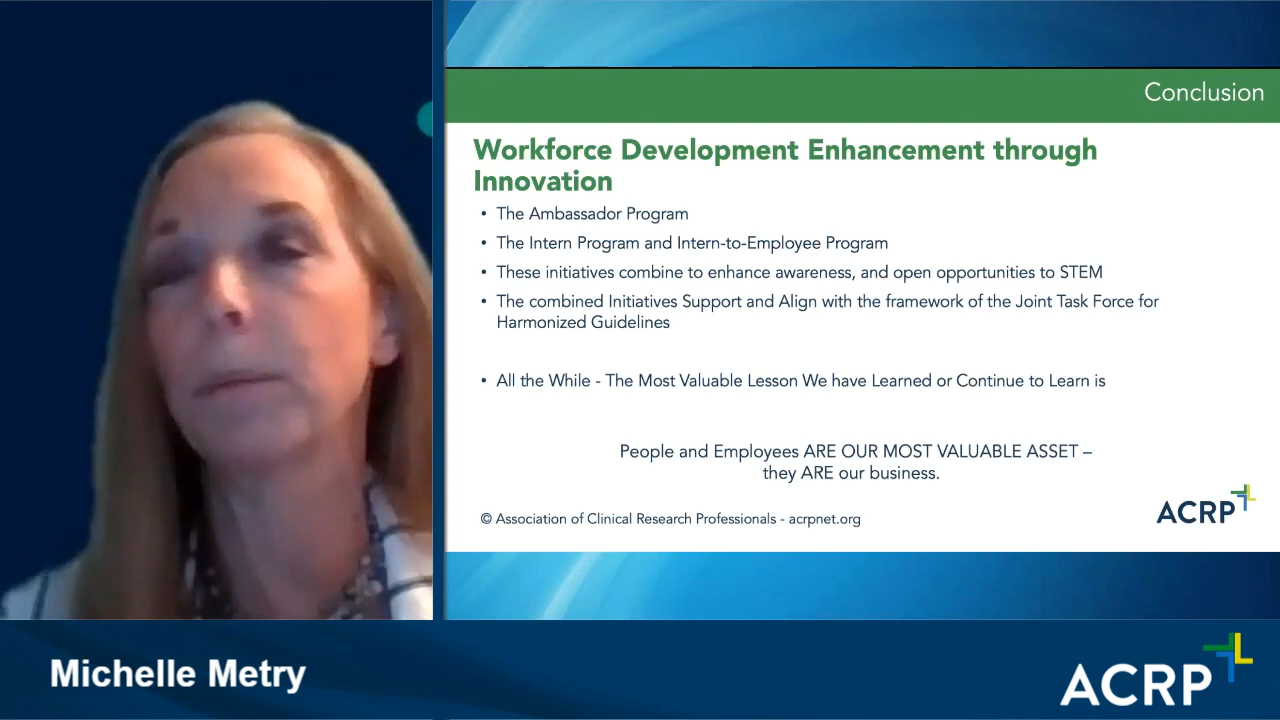 Conclusion
Workforce Development Enhancement through
Innovation
• The Ambassador Program
• The Intern Program and Intern-to-Employee Program
• These initiatives combine to enhance awareness, and open opportunities to STEM
• The combined Initiatives Support and Align with the framework of the Joint Task Force for
Harmonized Guidelines
• All the While - The Most Valuable Lesson We have Learned or Continue to Learn is
People and Employees ARE OUR MOST VALUABLE ASSET –
they ARE our business.
© Association of Clinical Research Professionals - acrpnet.org
ACRP
Michelle Metry
ACRP